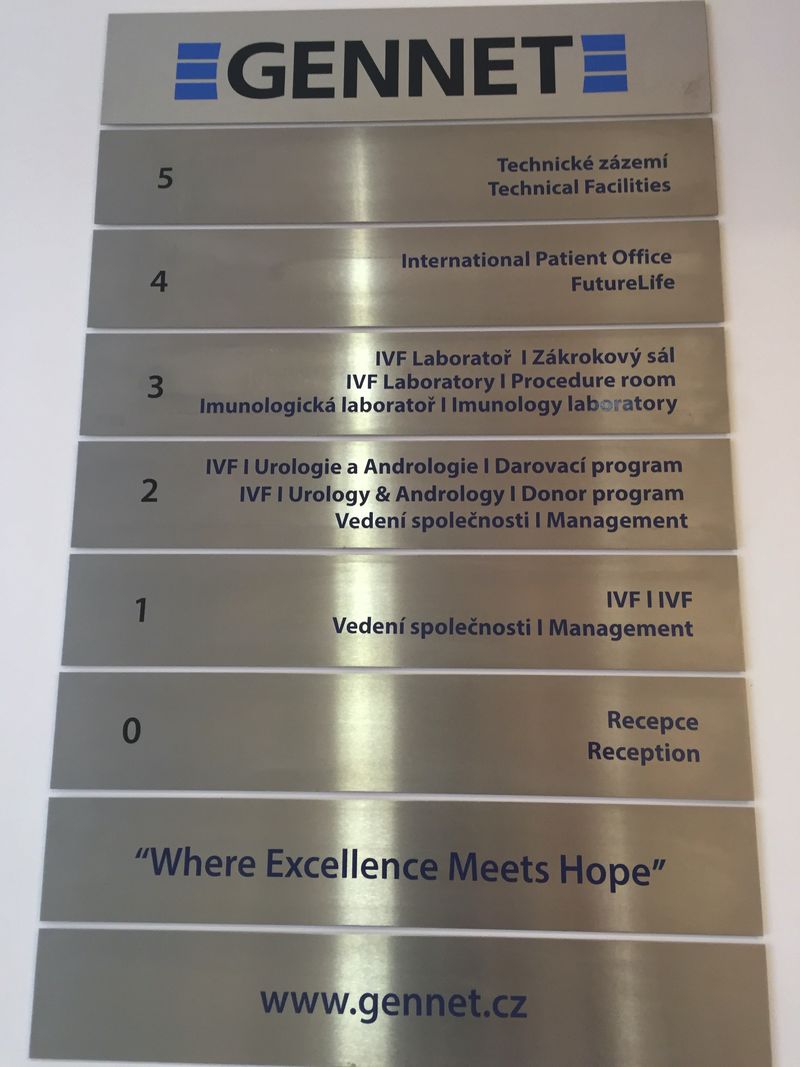 GENNET
5
Technické zázemí
Technical Facilities
4
International Patient Office
FutureLife
3
IVF Laboratoř I Zákrokový sál
IVF Laboratory I Procedure room
Imunologická laboratoř I Imunology laboratory
2
IVF I Urologie a Andrologie I Darovací program
IVF I Urology & Andrology I Donor program
Vedení společnosti I Management
1
IVF I IVF
Vedení společnosti I Management
0
Recepce
Reception
“Where Excellence Meets Hope”
www.gennet.cz